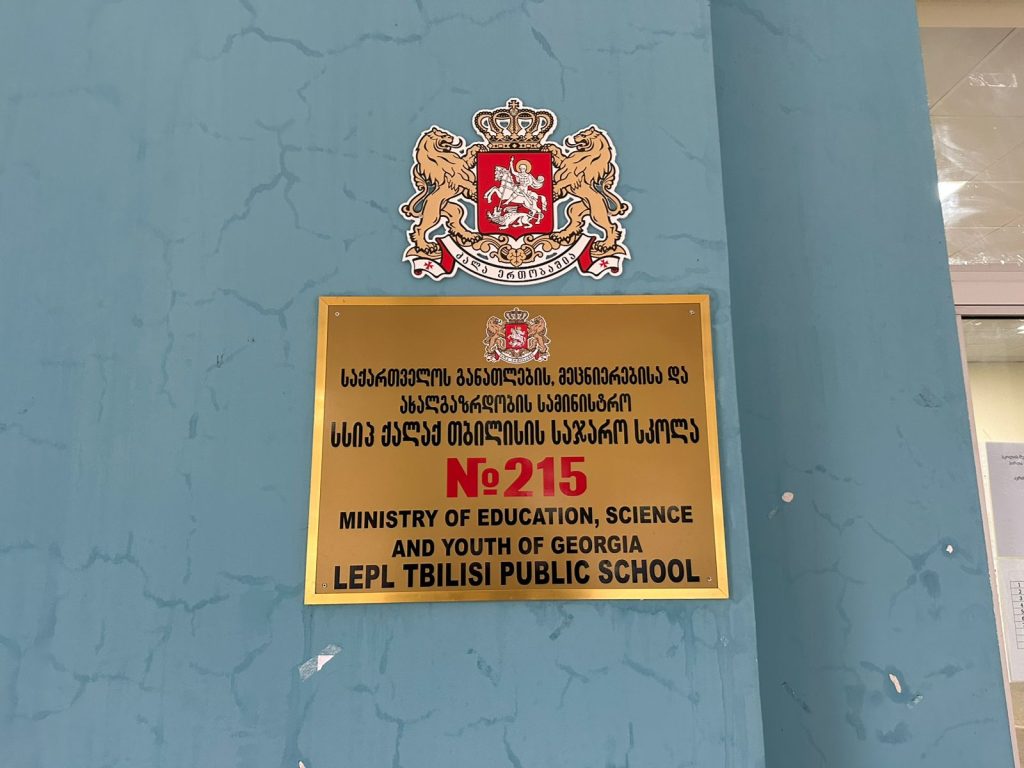 ძალა ერთობაშია
საქართველოს განათლების, მეცნიერებისა და
ახალგაზრდობის სამინისტრო
სსიპ ქალაქ თბილისის საჯარო სკოლა
№215
MINISTRY OF EDUCATION, SCIENCE
AND YOUTH OF GEORGIA
LEPL TBILISI PUBLIC SCHOOL